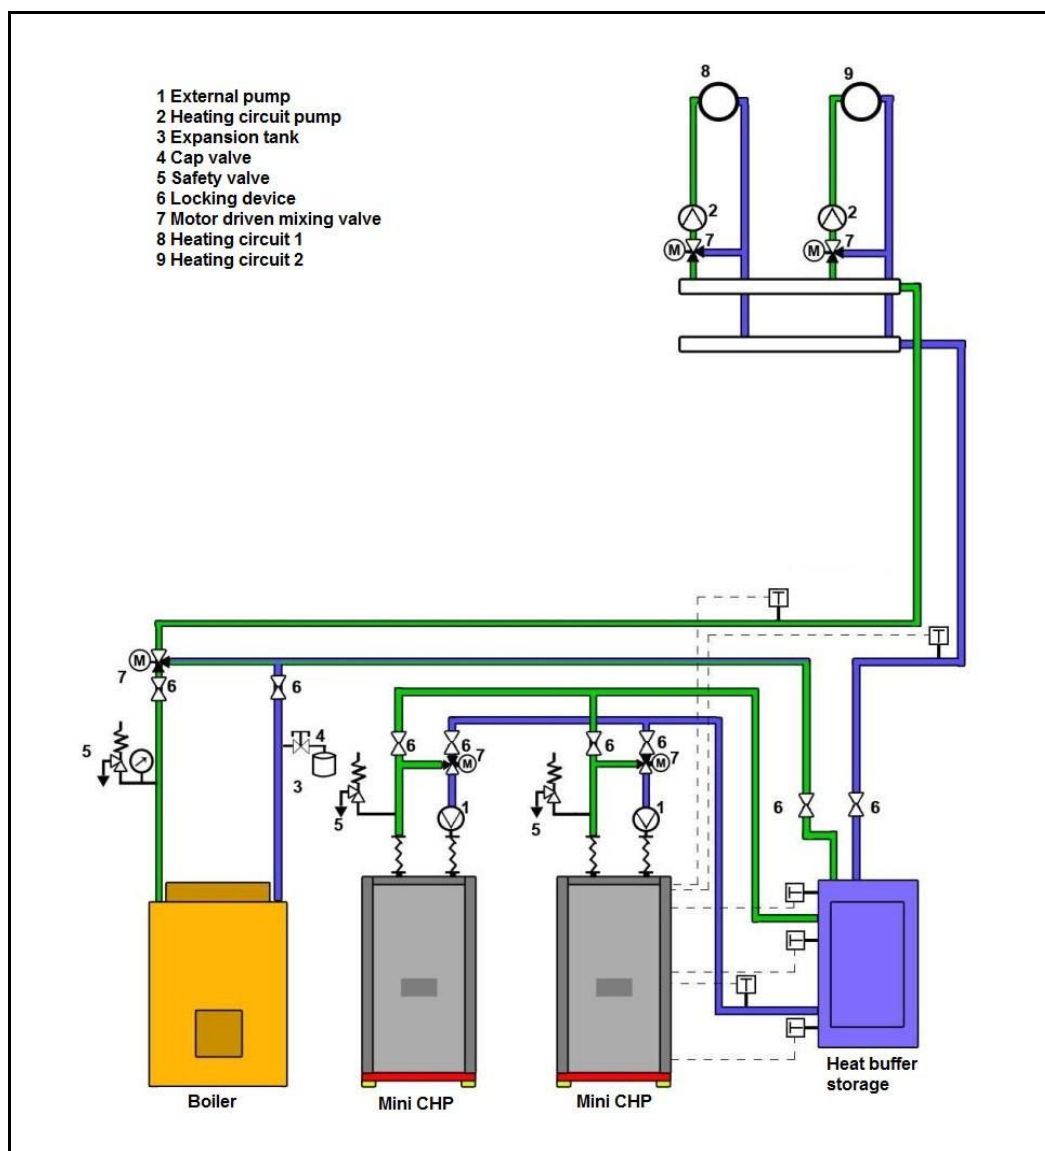 1 External pump
2 Heating circuit pump
3 Expansion tank
4 Cap valve
5 Safety valve
6 Locking device
7 Motor driven mixing valve
8 Heating circuit 1
9 Heating circuit 2
8
9
2
2
7
7
M
M
T
T
M
7
6
6
4
5
3
6
6
7
M
6
6
7
M
5
1
5
1
6
6
T
T
T
T
Boiler
Mini CHP
Mini CHP
Heat buffer
storage